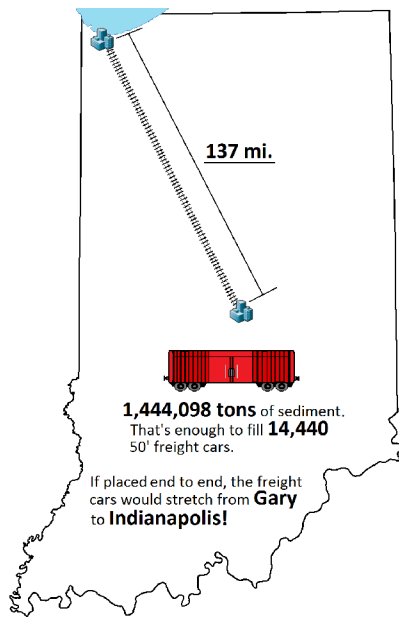 137 mi.
1,444,098 tons of sediment.
That's enough to fill 14,440
50' freight cars.
If placed end to end, the freight
cars would stretch from Gary
to Indianapolis!